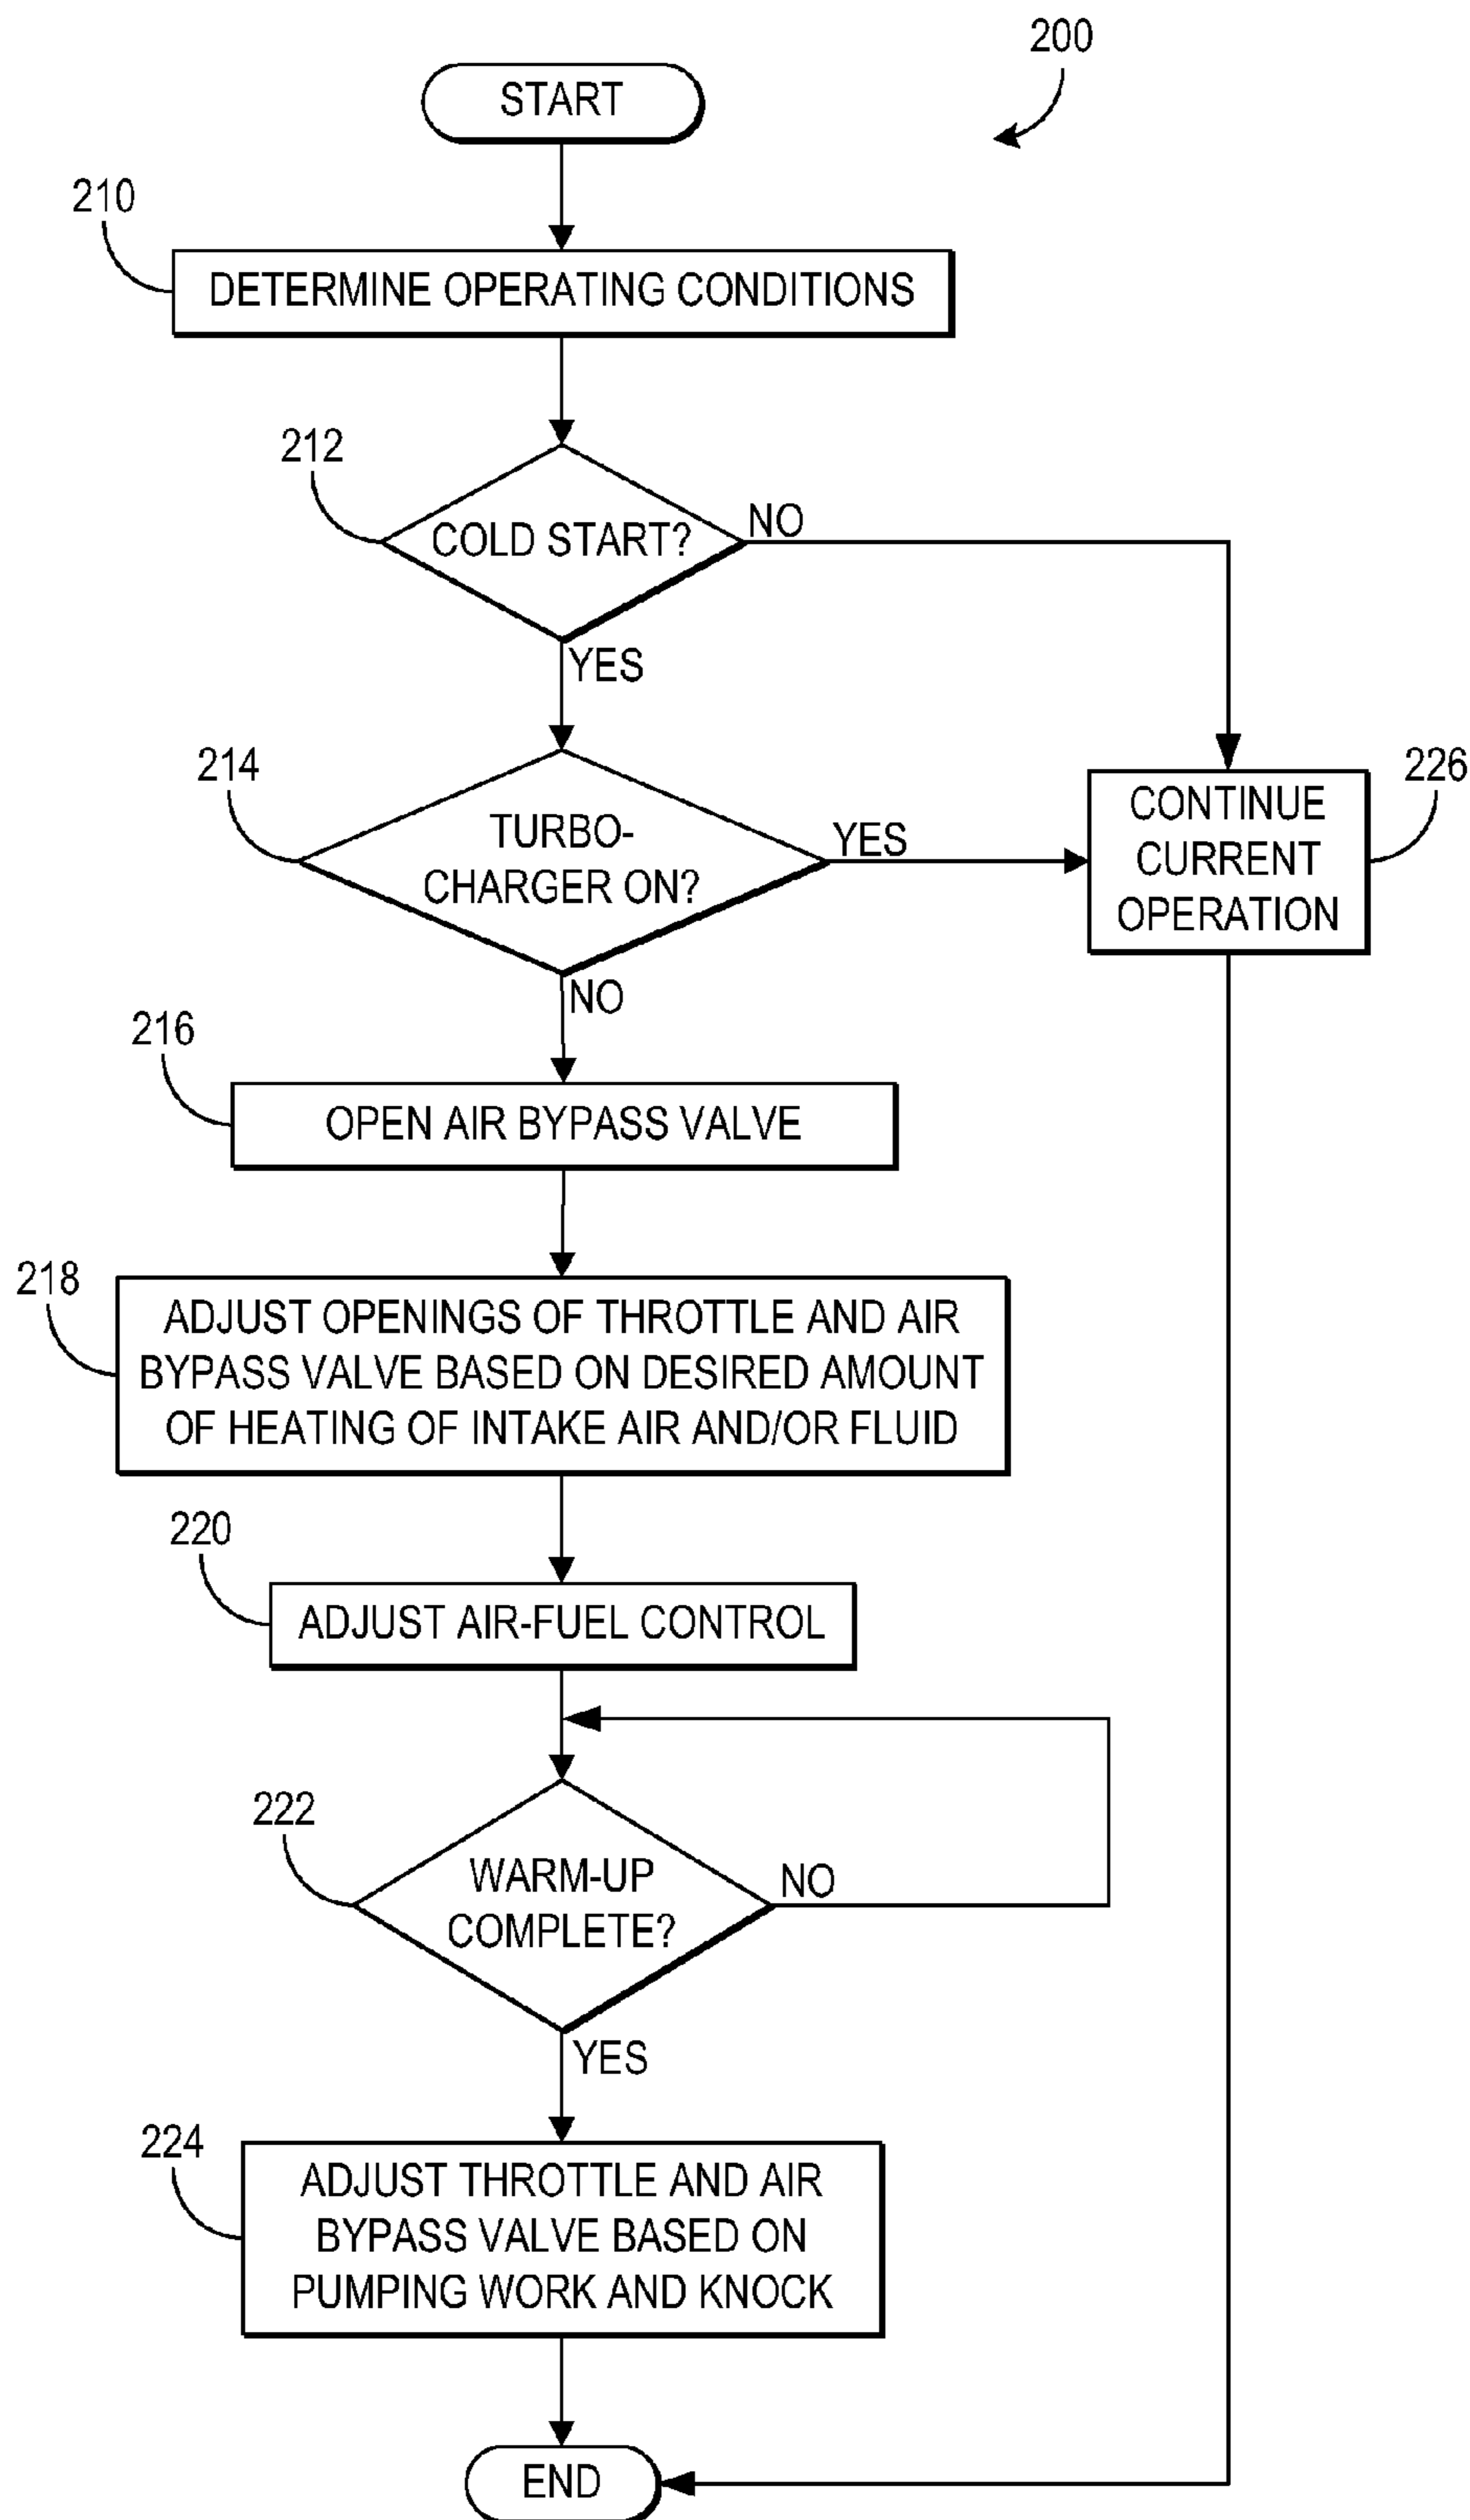 200
START
210
DETERMINE OPERATING CONDITIONS
212
COLD START?
NO
YES
214
TURBO-
CHARGER ON?
YES
NO
226
CONTINUE
CURRENT
OPERATION
216
OPEN AIR BYPASS VALVE
218
ADJUST OPENINGS OF THROTTLE AND AIR
BYPASS VALVE BASED ON DESIRED AMOUNT
OF HEATING OF INTAKE AIR AND/OR FLUID
220
ADJUST AIR-FUEL CONTROL
222
WARM-UP
COMPLETE?
NO
YES
224
ADJUST THROTTLE AND AIR
BYPASS VALVE BASED ON
PUMPING WORK AND KNOCK
END